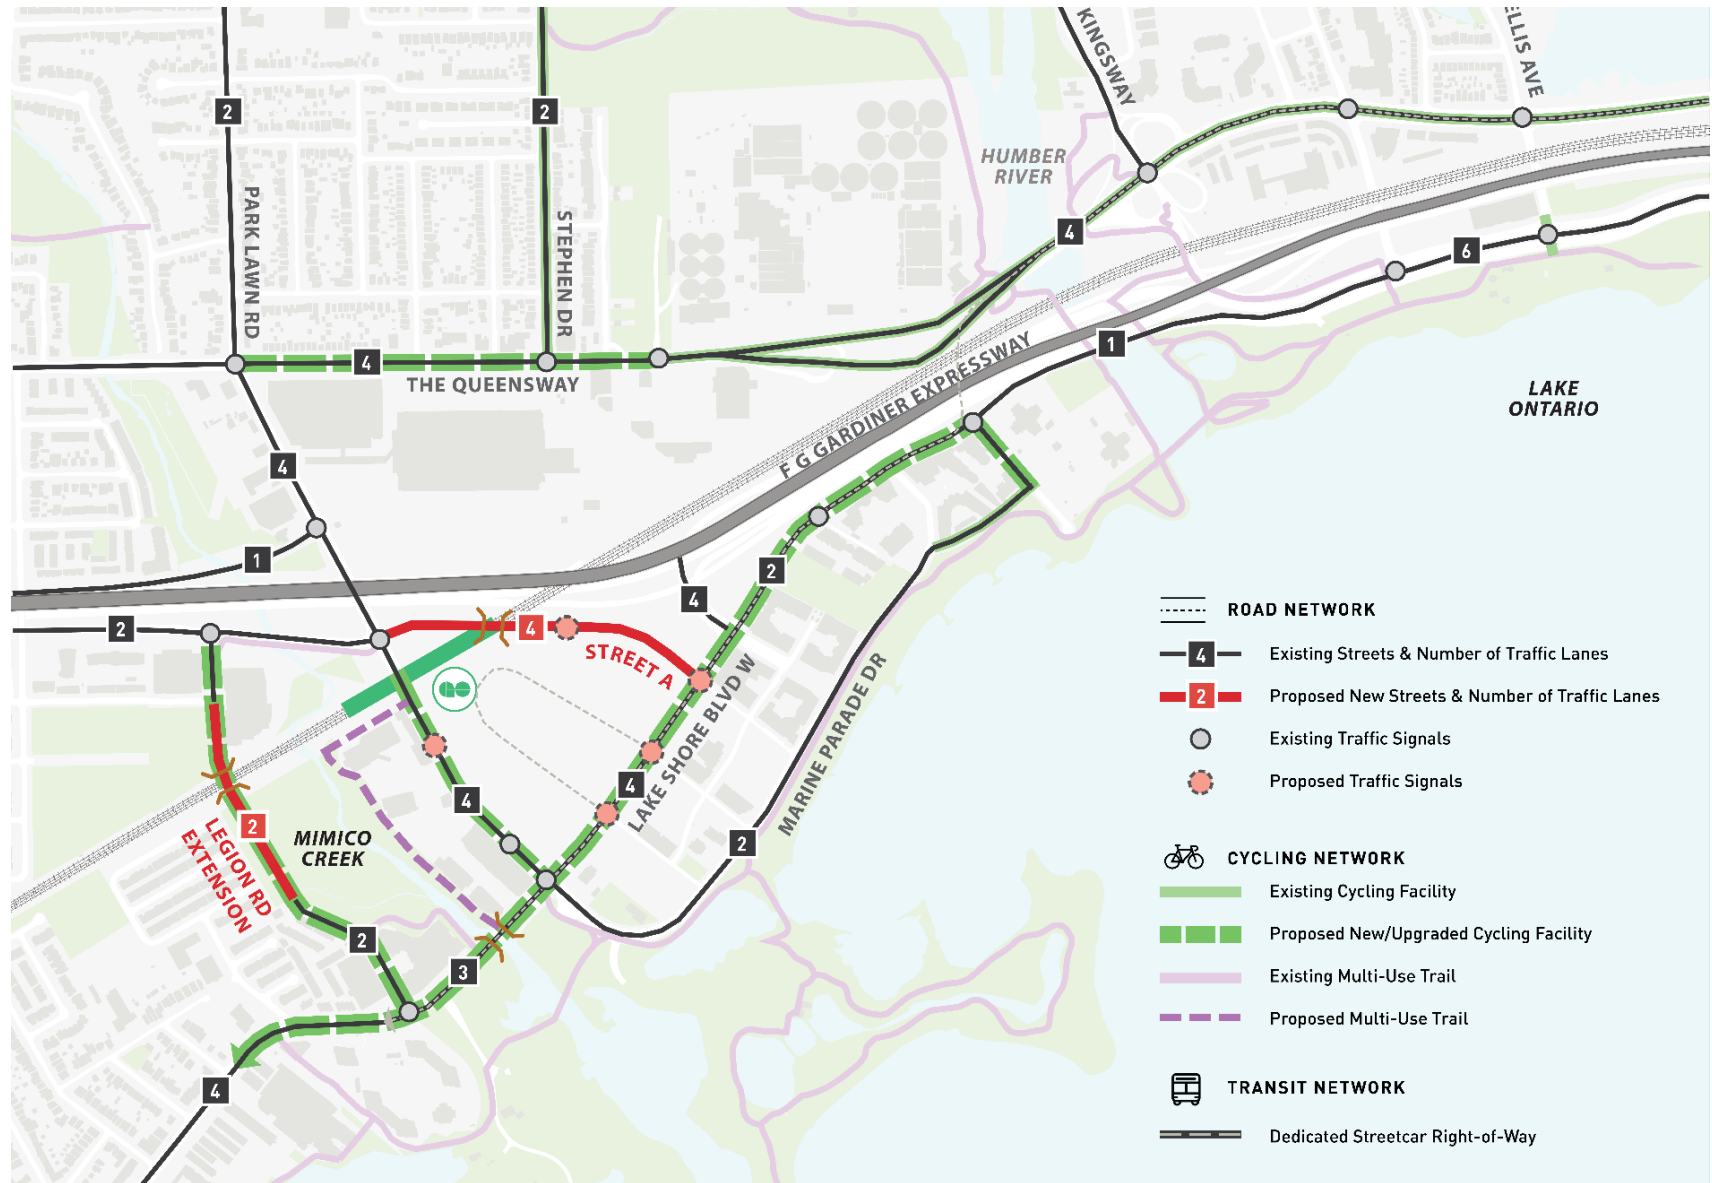 KINGSWAY
ELLIS AVE
2
2
HUMBER
RIVER
PARK LAWN RD
STEPHEN DR
4
6
1
4
THE QUEENSWAY
F G GARDINER EXPRESSWAY
LAKE
ONTARIO
4
1
2
4
2
4
STREET A
LAKE SHORE BLVD W
MARINE PARADE DR
4
4
2
2
LEGION RD
EXTENSION
MIMICO
CREEK
2
3
4
ROAD NETWORK
4 Existing Streets & Number of Traffic Lanes
2 Proposed New Streets & Number of Traffic Lanes
Existing Traffic Signals
Proposed Traffic Signals
CYCLING NETWORK
Existing Cycling Facility
Proposed New/Upgraded Cycling Facility
Existing Multi-Use Trail
Proposed Multi-Use Trail
TRANSIT NETWORK
Dedicated Streetcar Right-of-Way